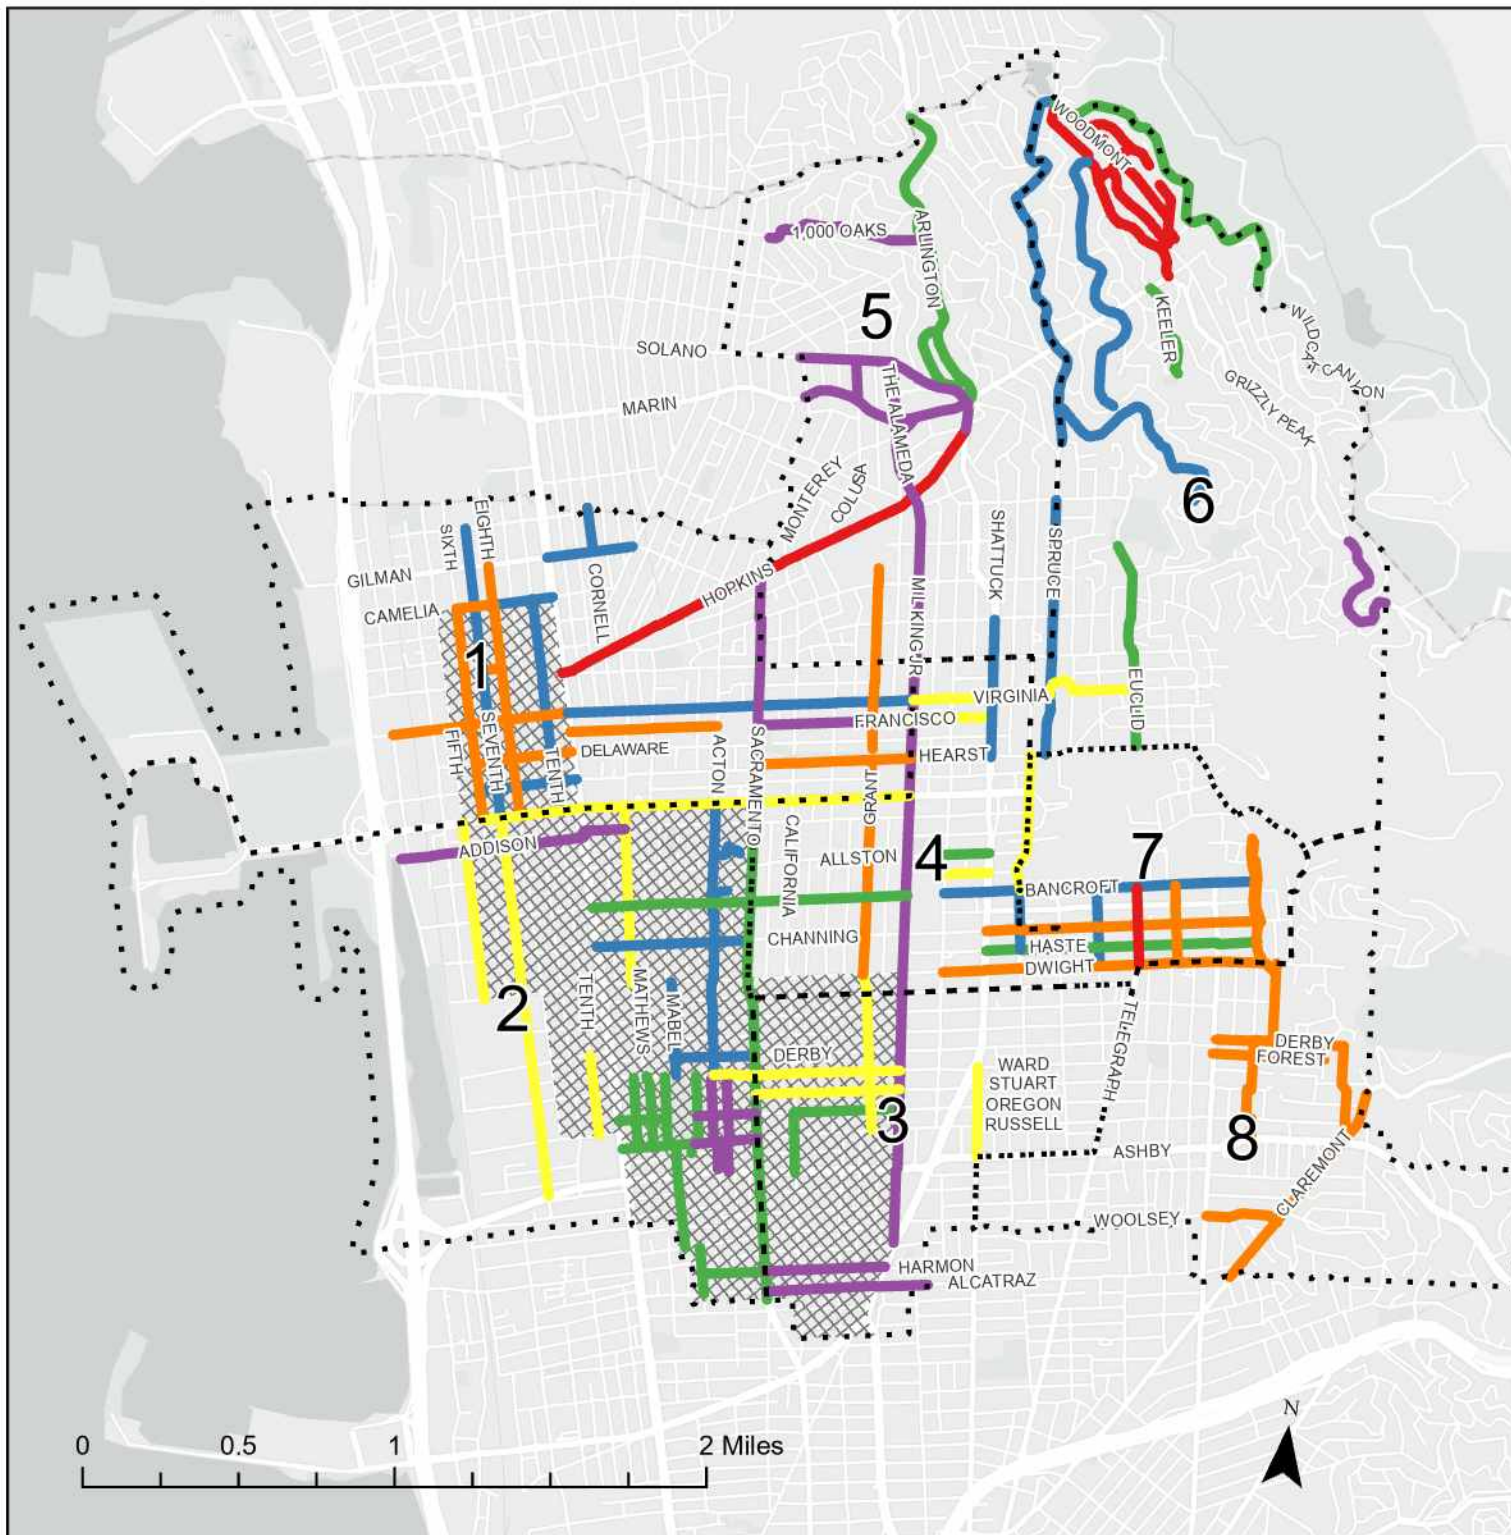 WOODMONT
1,000 OAKS
ARLINGTON
5
KEELER
WILDCAT CANYON
SOLANO
THE ALAMEDA
GRIZZLY PEAK
MARIN
MONTEREY
COLUSA
6
EIGHTH
SIXTH
SHATTUCK
SPRUCE
GILMAN
CORNELL
HOPKINS
MLKING JR
CAMELIA
1
EUCLID
VIRGINIA
FRANCISCO
SEVENTH
FIFTH
TENTH
DELAWARE
ACTON
SACRAMENTO
HEARST
GRANT
ADDISON
CALIFORNIA
ALLSTON
4
7
BANCROFT
CHANNING
HASTE
DWIGHT
2
TENTH
MATHEWS
MABEL
TELEGRAPH
DERBY
DERBY
FOREST
WARD
STUART
OREGON
RUSSELL
3
8
ASHBY
CLAREMONT
WOOLSEY
HARMON
ALCATRAZ
N
0 0.5 1 2 Miles